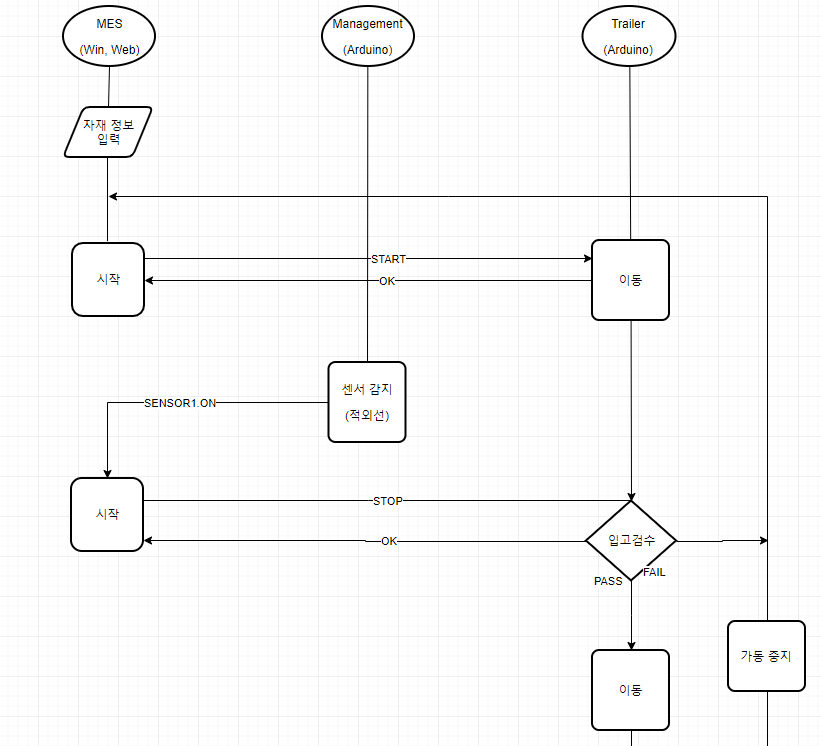 MES
(Win, Web)
Management
(Arduino)
Trailer
(Arduino)
자재 정보
입력
시작
START
OK
이동
센서 감지
(적외선)
SENSOR1.ON
시작
STOP
OK
입고검수
PASS
FAIL
이동
가동 중지